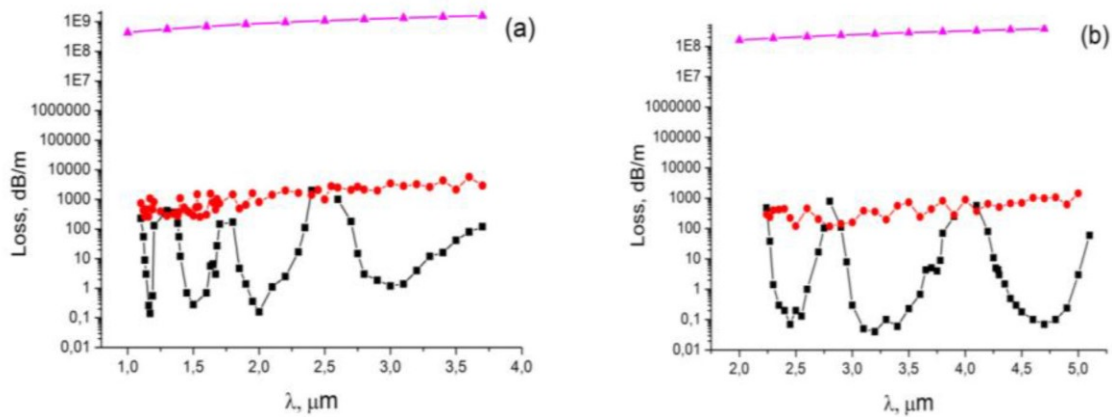 (a)
Loss, dB/m
1E9
1E8
1E7
1000000
100000
10000
1000
100
10
1
0,1
0,01
1,0 1,5 2,0 2,5 3,0 3,5 4,0
λ, μm
(b)
Loss, dB/m
1E8
1E7
1000000
100000
10000
1000
100
10
1
0,1
0,01
2,0 2,5 3,0 3,5 4,0 4,5 5,0
λ, μm